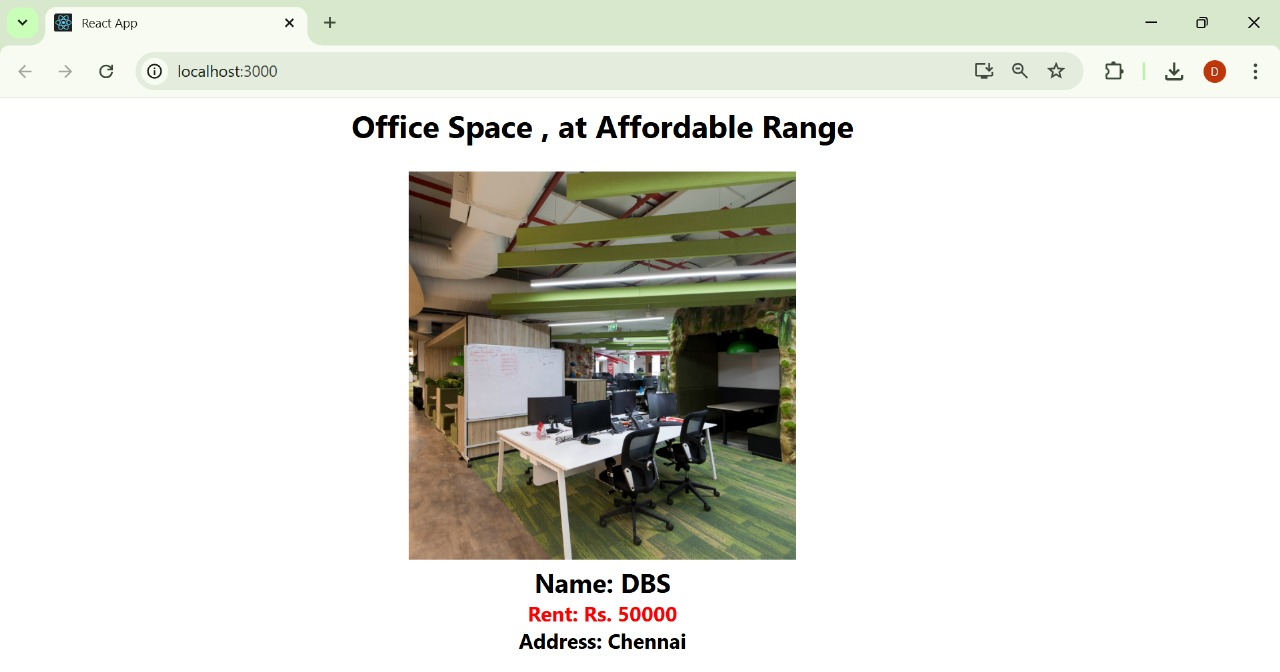 React App
localhost:3000
D
Office Space , at Affordable Range
Name: DBS
Rent: Rs. 50000
Address: Chennai